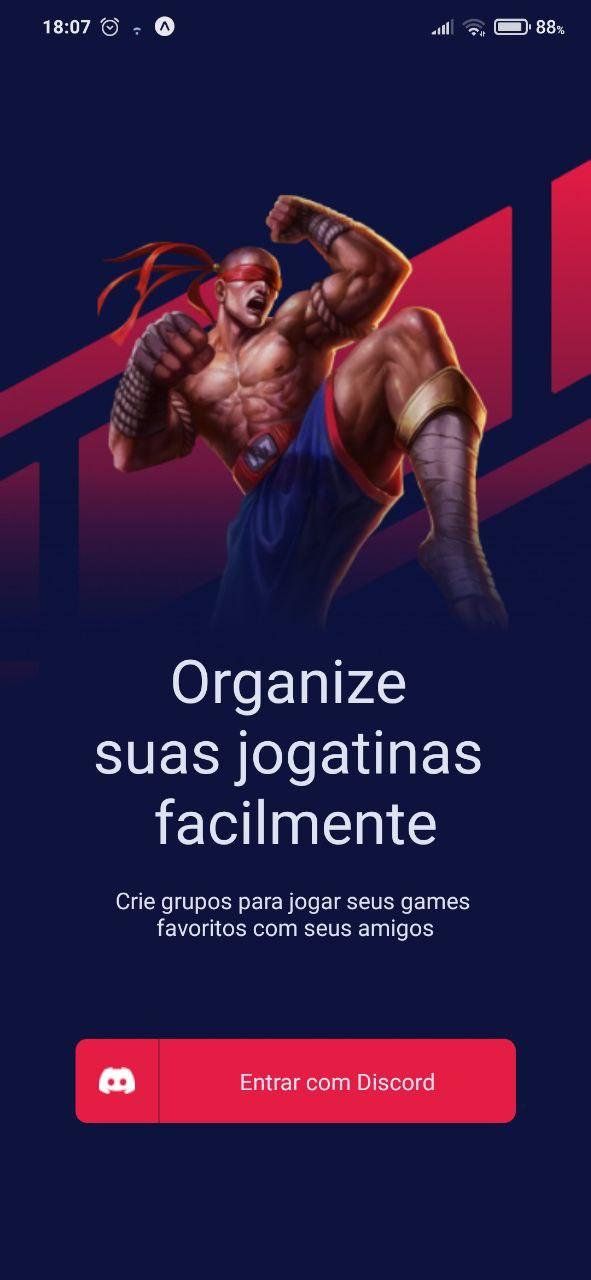 18:07 88%
Organize
suas jogatinas
facilmente
Crie grupos para jogar seus games
favoritos com seus amigos
Entrar com Discord